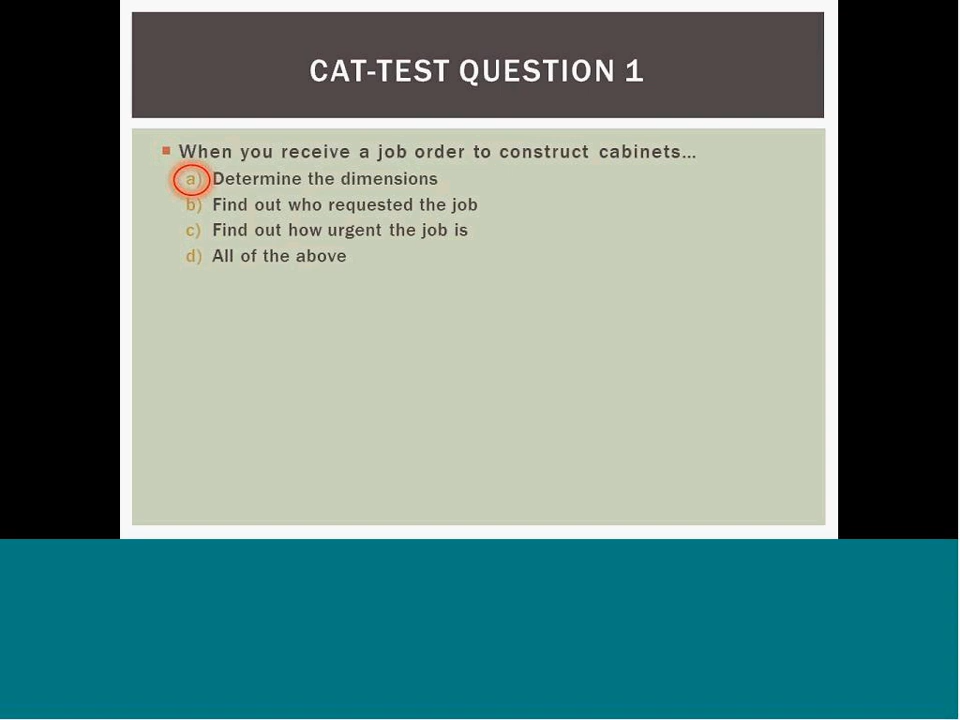 CAT-TEST QUESTION 1
When you receive a job order to construct cabinets…
a) Determine the dimensions
b) Find out who requested the job
c) Find out how urgent the job is
d) All of the above